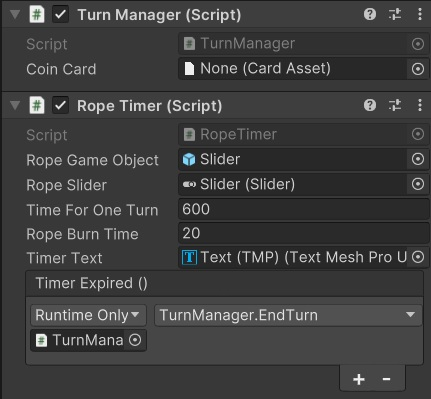 Turn Manager (Script)
Script TurnManager
Coin Card None (Card Asset)
Rope Timer (Script)
Script RopeTimer
Rope Game Object Slider
Rope Slider Slider (Slider)
Time For One Turn 600
Rope Burn Time 20
Timer Text Text (TMP) (Text Mesh Pro U
Timer Expired ()
Runtime Only TurnManager.EndTurn
TurnMana
+ -